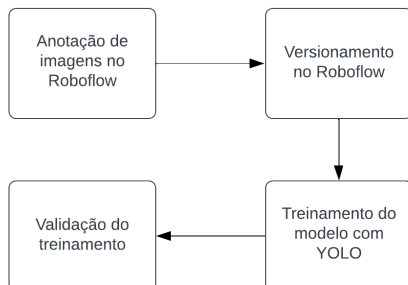 Anotação de
imagens no
Roboflow
Versionamento
no Roboflow
Treinamento do
modelo com
YOLO
Validação do
treinamento